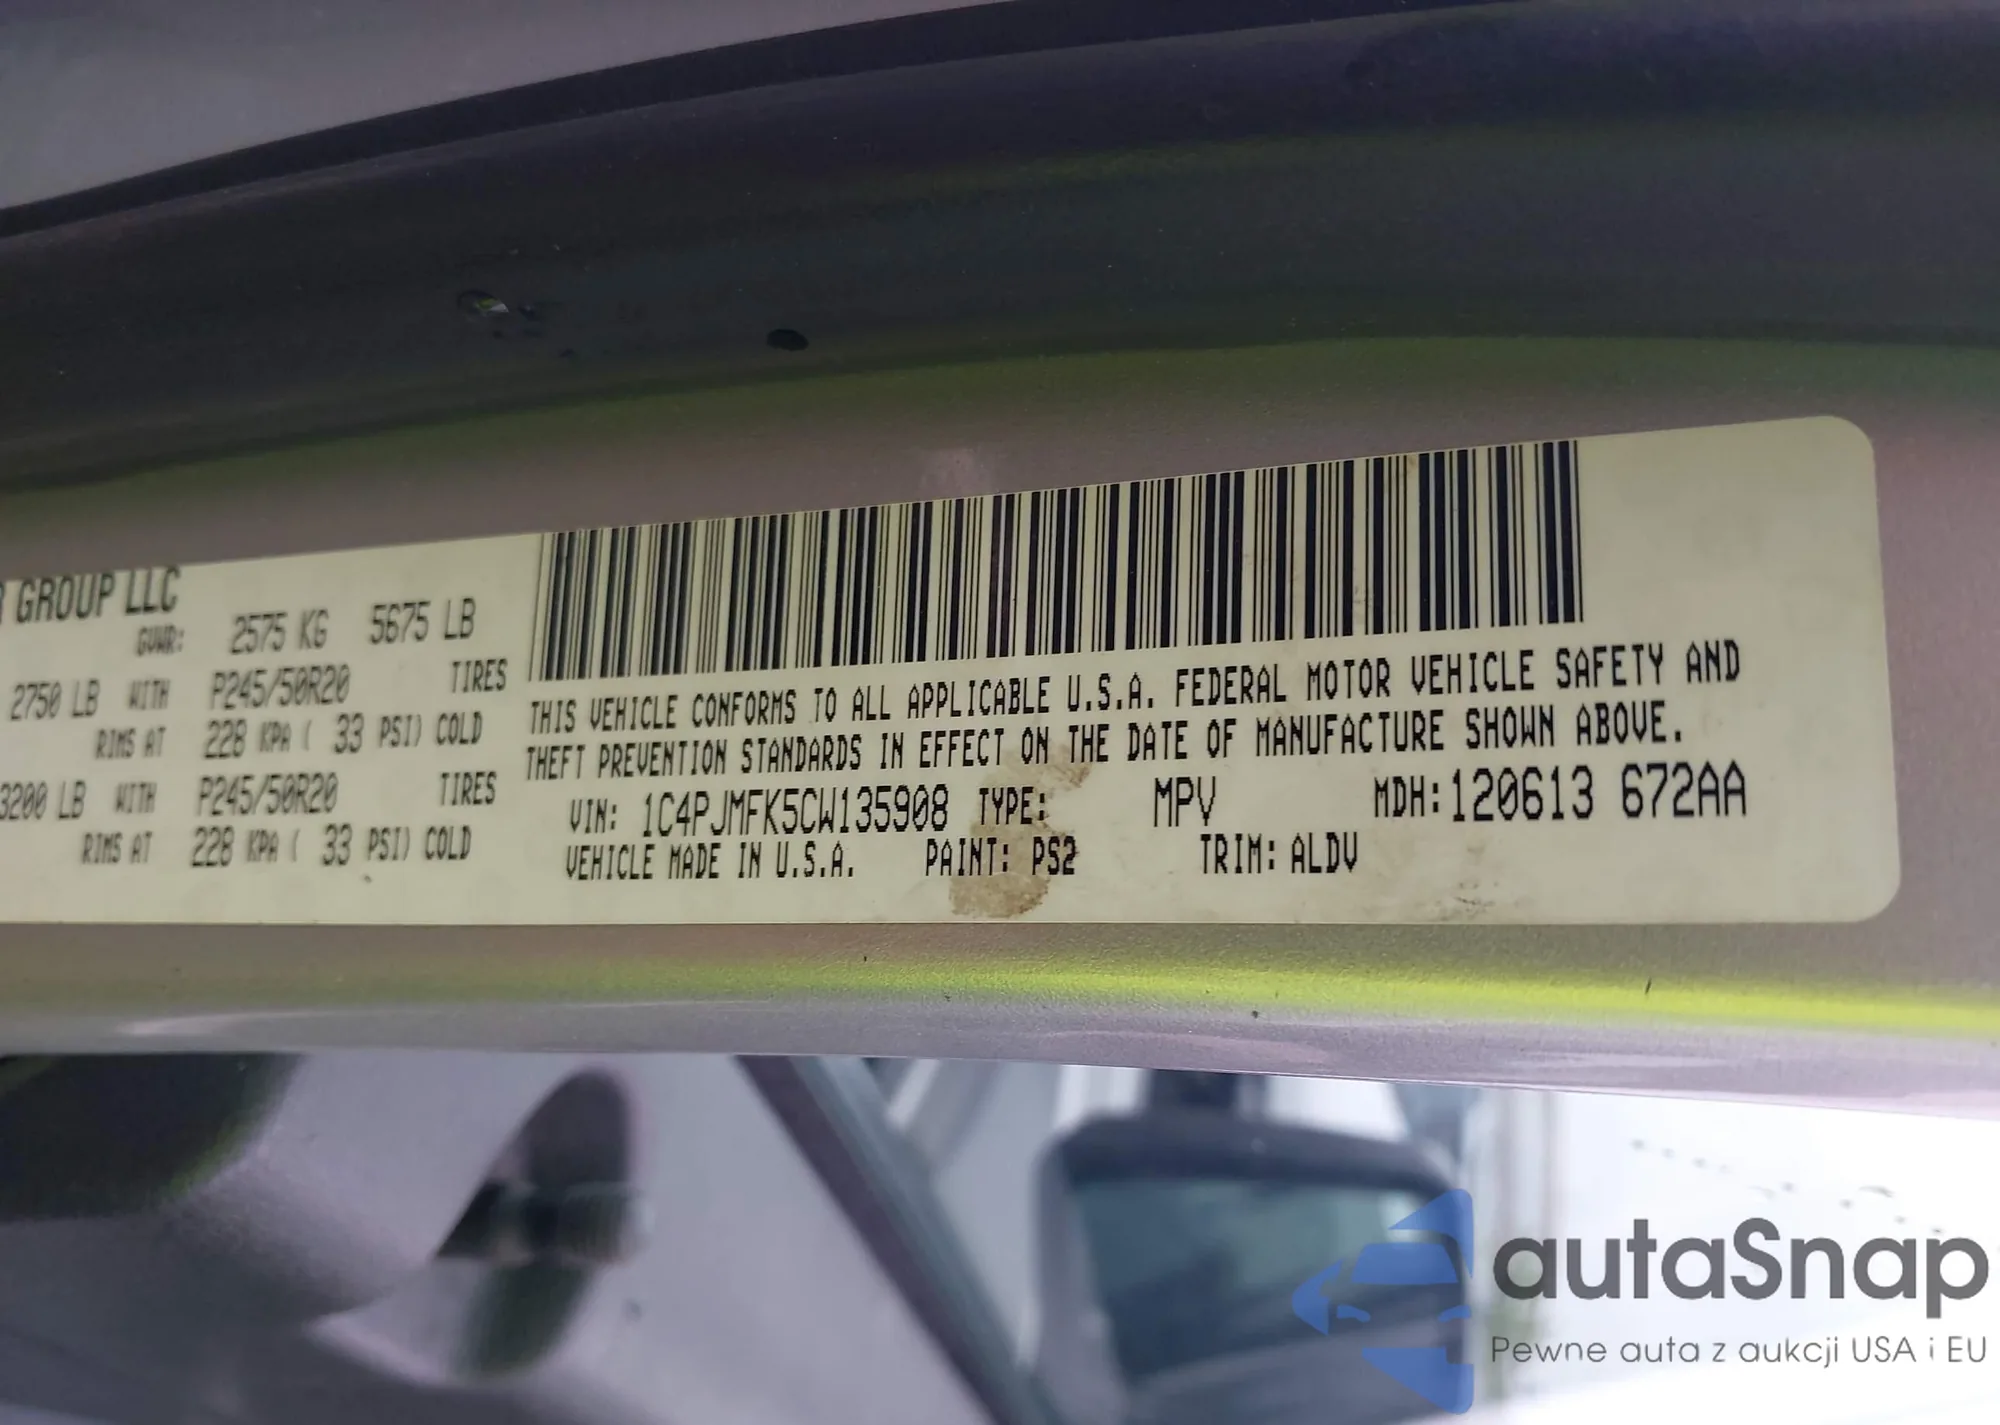 R GROUP LLC
GVWR: 2575 KG 5675 LB
2750 LB WITH P245/50R20 TIRES
RIMS AT 228 KPA ( 33 PSI) COLD
3200 LB WITH P245/50R20 TIRES
RIMS AT 228 KPA ( 33 PSI) COLD
THIS VEHICLE CONFORMS TO ALL APPLICABLE U.S.A. FEDERAL MOTOR VEHICLE SAFETY AND
THEFT PREVENTION STANDARDS IN EFFECT ON THE DATE OF MANUFACTURE SHOWN ABOVE.
VIN: 1C4PJMFK5CW135908 TYPE: MPV MDH:120613 672AA
VEHICLE MADE IN U.S.A. PAINT: PS2 TRIM: ALDV
autaSnap
Pewne auta z aukcji USA i EU